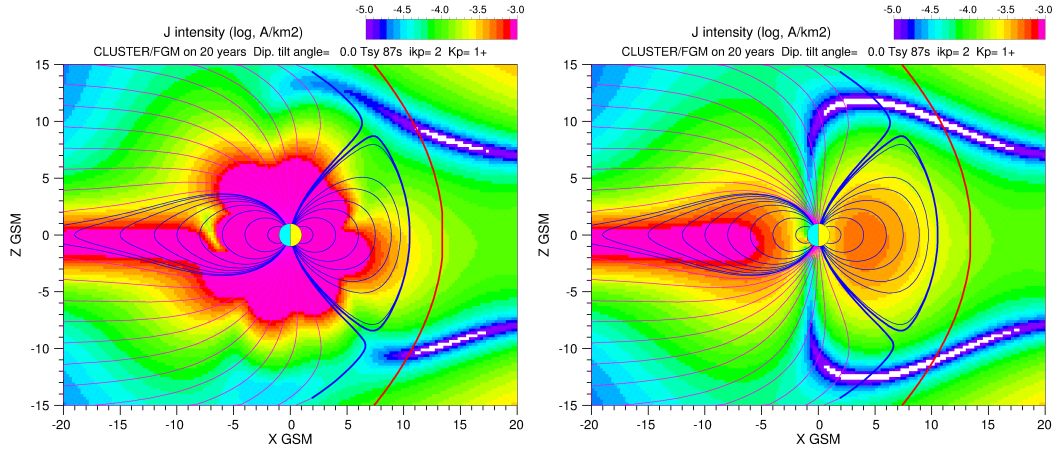 -5.0 -4.5 -4.0 -3.5 -3.0
J intensity (log, A/km2)
CLUSTER/FGM on 20 years Dip. tilt angle= 0.0 Tsy 87s ikp= 2 Kp= 1+
15
10
5
0
-5
-10
-15
Z GSM
-20 -15 -10 -5 0 5 10 15 20
X GSM
-5.0 -4.5 -4.0 -3.5 -3.0
J intensity (log, A/km2)
CLUSTER/FGM on 20 years Dip. tilt angle= 0.0 Tsy 87s ikp= 2 Kp= 1+
15
10
5
0
-5
-10
-15
Z GSM
-20 -15 -10 -5 0 5 10 15 20
X GSM